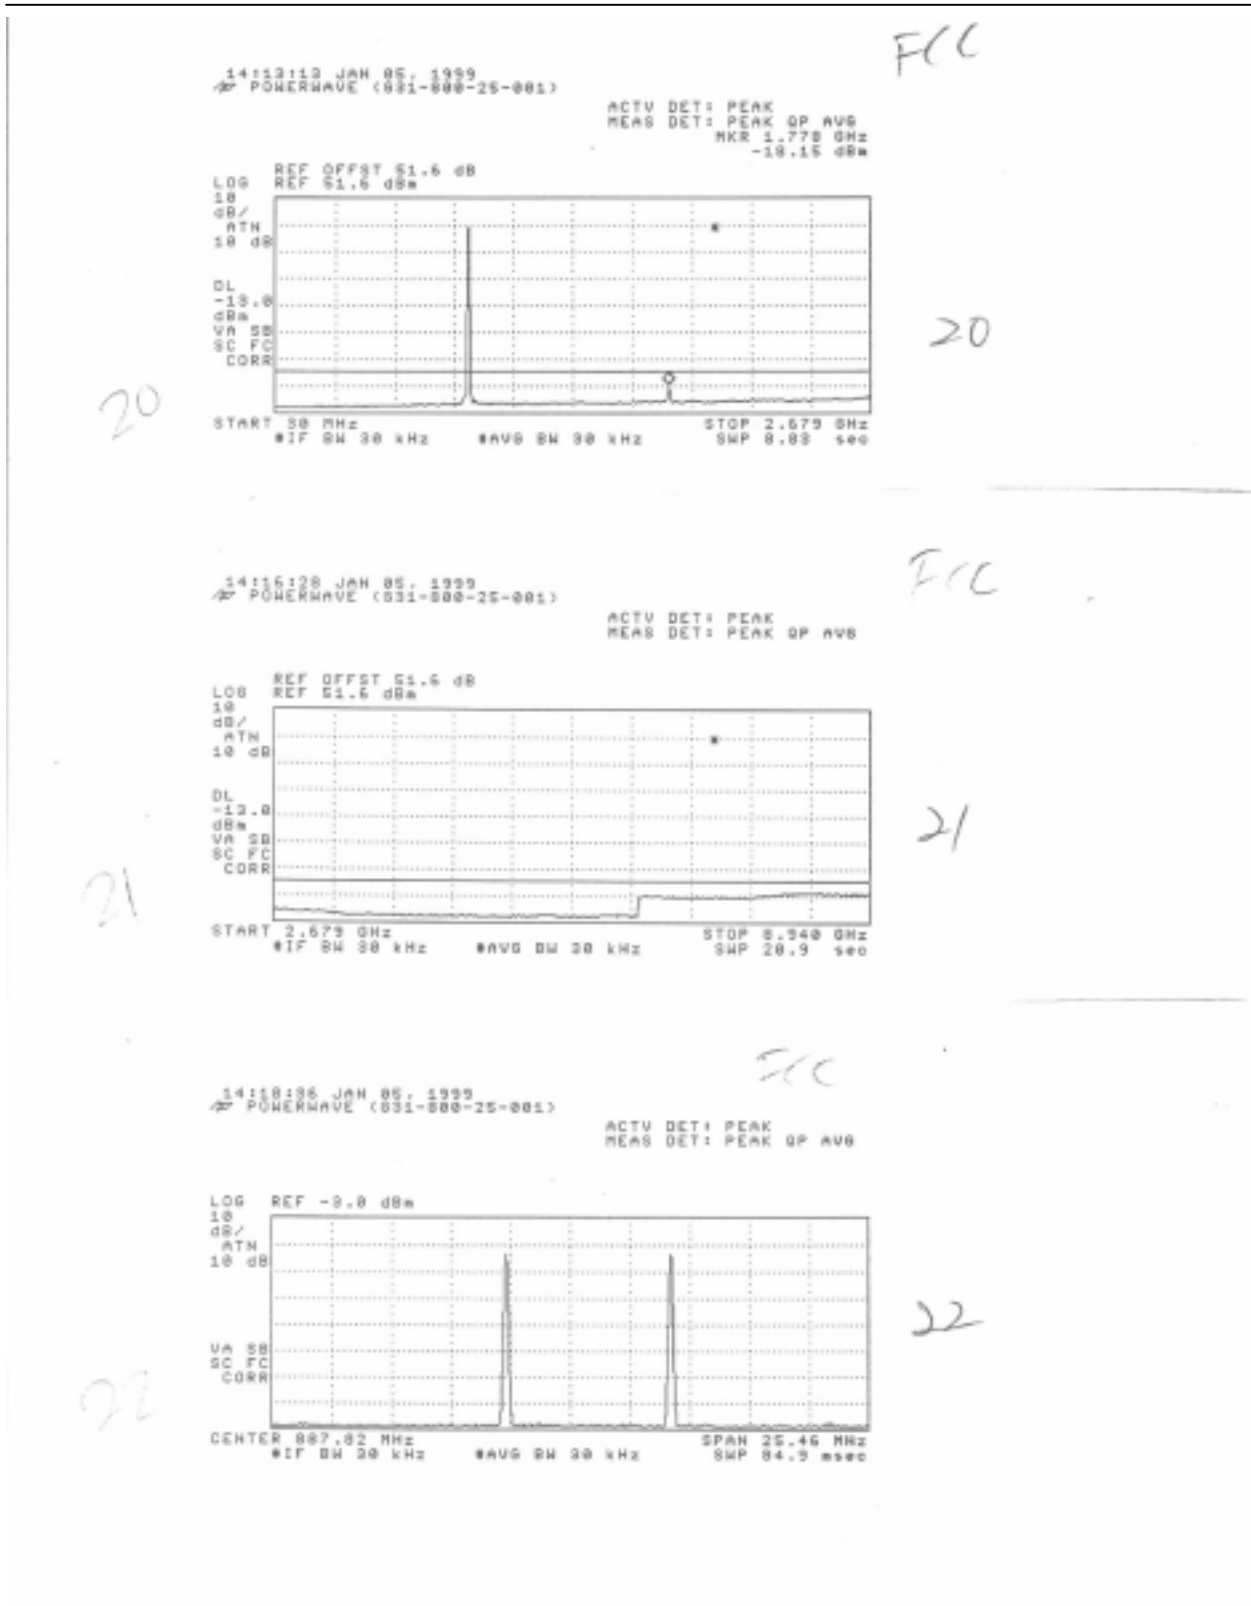 FCC
14:13:13 JAN 05, 1999
POWERWAVE (G31-800-25-001)
ACTV DET: PEAK
MEAS DET: PEAK QP AVG
MKR 1.778 GHz
-18.15 dBm
REF OFFST 51.6 dB
LOG REF 51.6 dBm
10
dB/
ATN
10 dB
DL
-13.0
dBm
VA SB
SC FC
CORR
20
20
START 30 MHz STOP 2.679 GHz
#IF BW 30 kHz #AVG BW 30 kHz SWP 8.83 sec
FCC
14:16:28 JAN 05, 1999
POWERWAVE (G31-800-25-001)
ACTV DET: PEAK
MEAS DET: PEAK QP AVG
REF OFFST 51.6 dB
LOG REF 51.6 dBm
10
dB/
ATN
10 dB
DL
-13.0
dBm
VA SB
SC FC
CORR
21
21
START 2.679 GHz STOP 8.940 GHz
#IF BW 30 kHz #AVG BW 30 kHz SWP 20.9 sec
FCC
14:18:36 JAN 05, 1999
POWERWAVE (G31-800-25-001)
ACTV DET: PEAK
MEAS DET: PEAK QP AVG
LOG REF -3.0 dBm
10
dB/
ATN
10 dB
VA SB
SC FC
CORR
22
22
CENTER 887.82 MHz SPAN 25.46 MHz
#IF BW 30 kHz #AVG BW 30 kHz SWP 84.9 msec